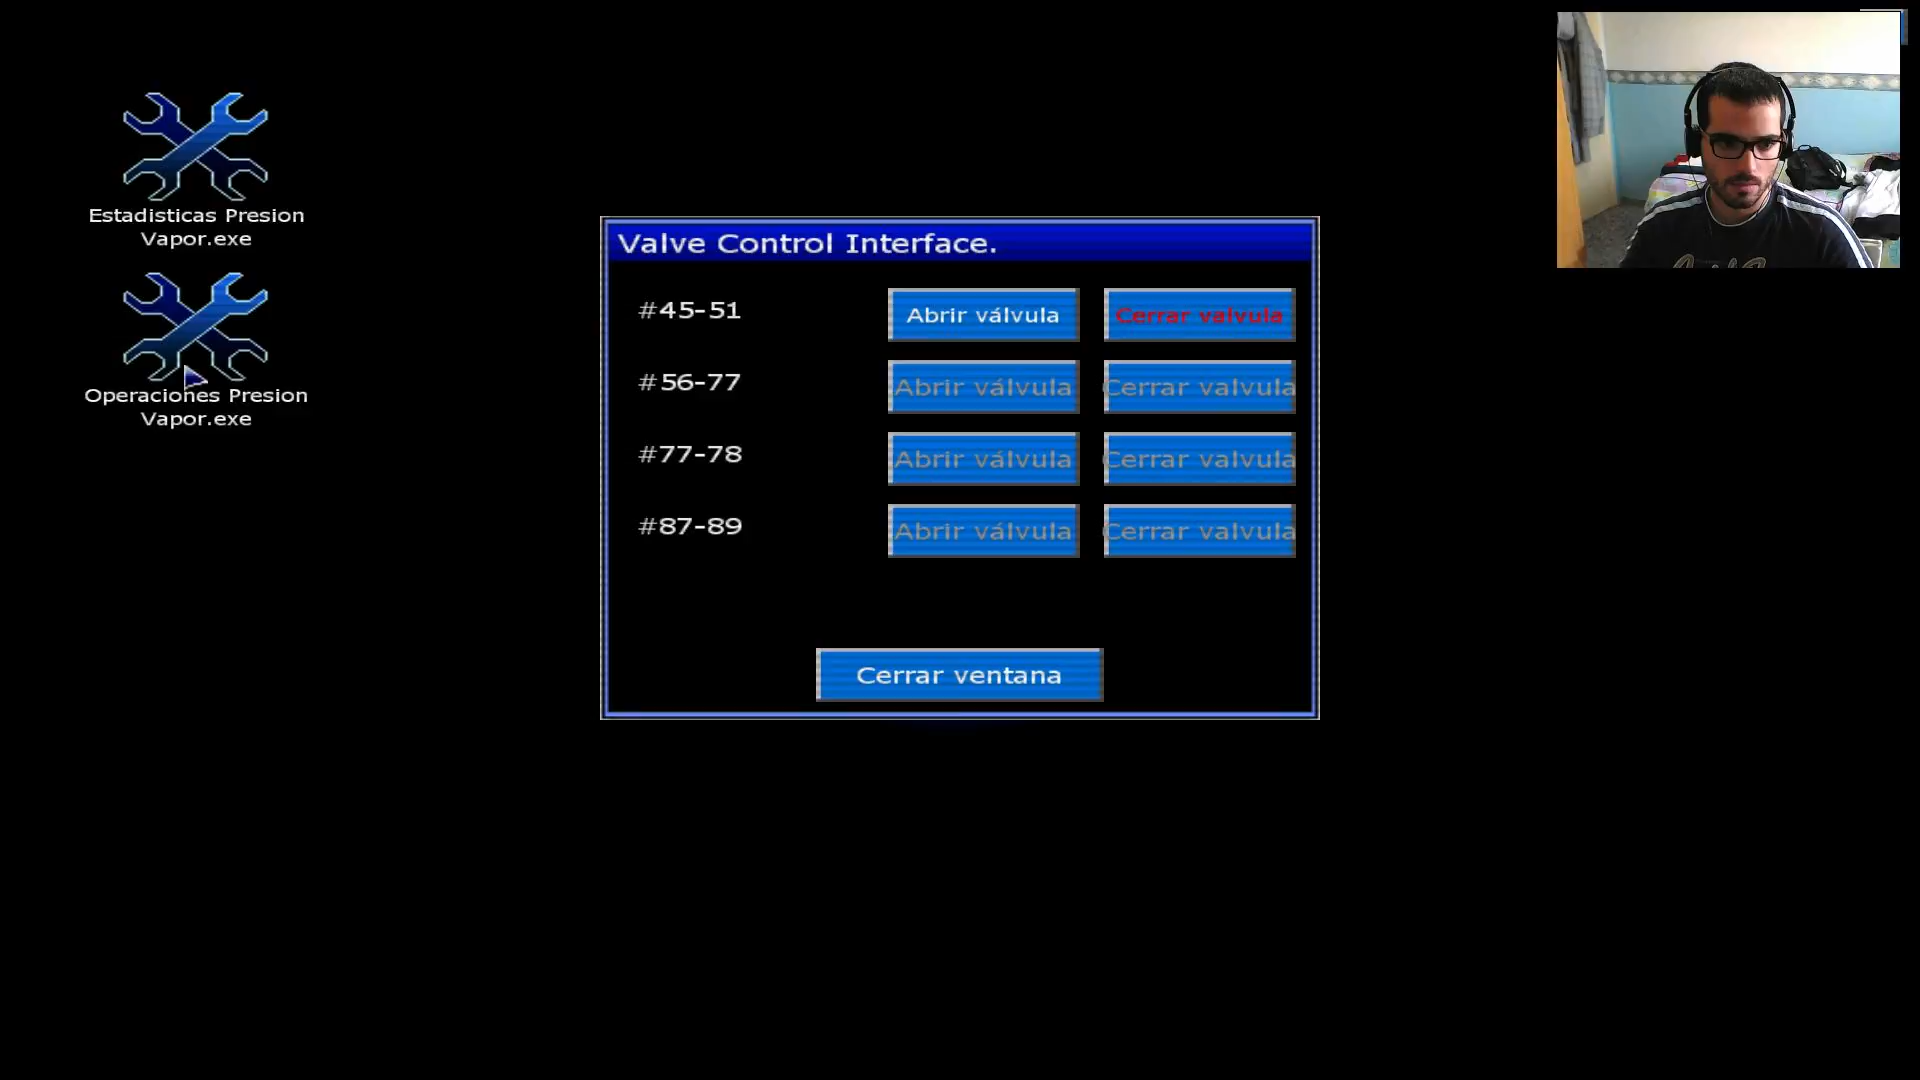 Estadisticas Presion
Vapor.exe
Operaciones Presion
Vapor.exe
Valve Control Interface.
#45-51 Abrir válvula Cerrar valvula
#56-77 Abrir válvula Cerrar valvula
#77-78 Abrir válvula Cerrar valvula
#87-89 Abrir válvula Cerrar valvula
Cerrar ventana